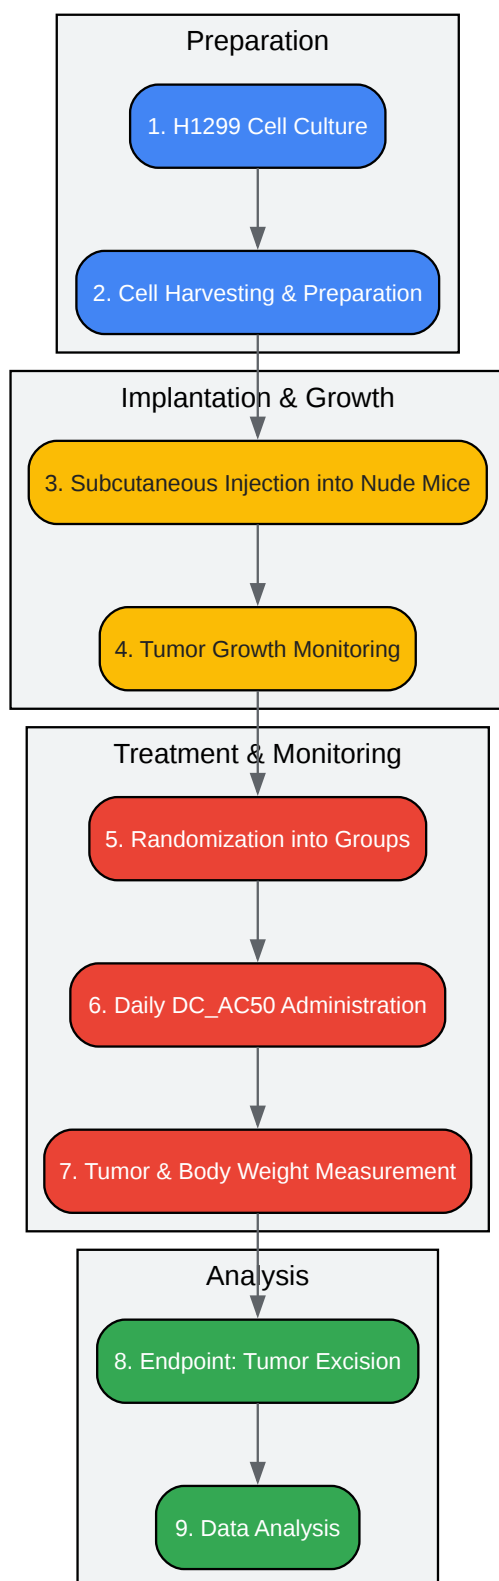 Preparation
1. H1299 Cell Culture
2. Cell Harvesting & Preparation
Implantation & Growth
3. Subcutaneous Injection into Nude Mice
4. Tumor Growth Monitoring
Treatment & Monitoring
5. Randomization into Groups
6. Daily DC_AC50 Administration
7. Tumor & Body Weight Measurement
Analysis
8. Endpoint: Tumor Excision
9. Data Analysis